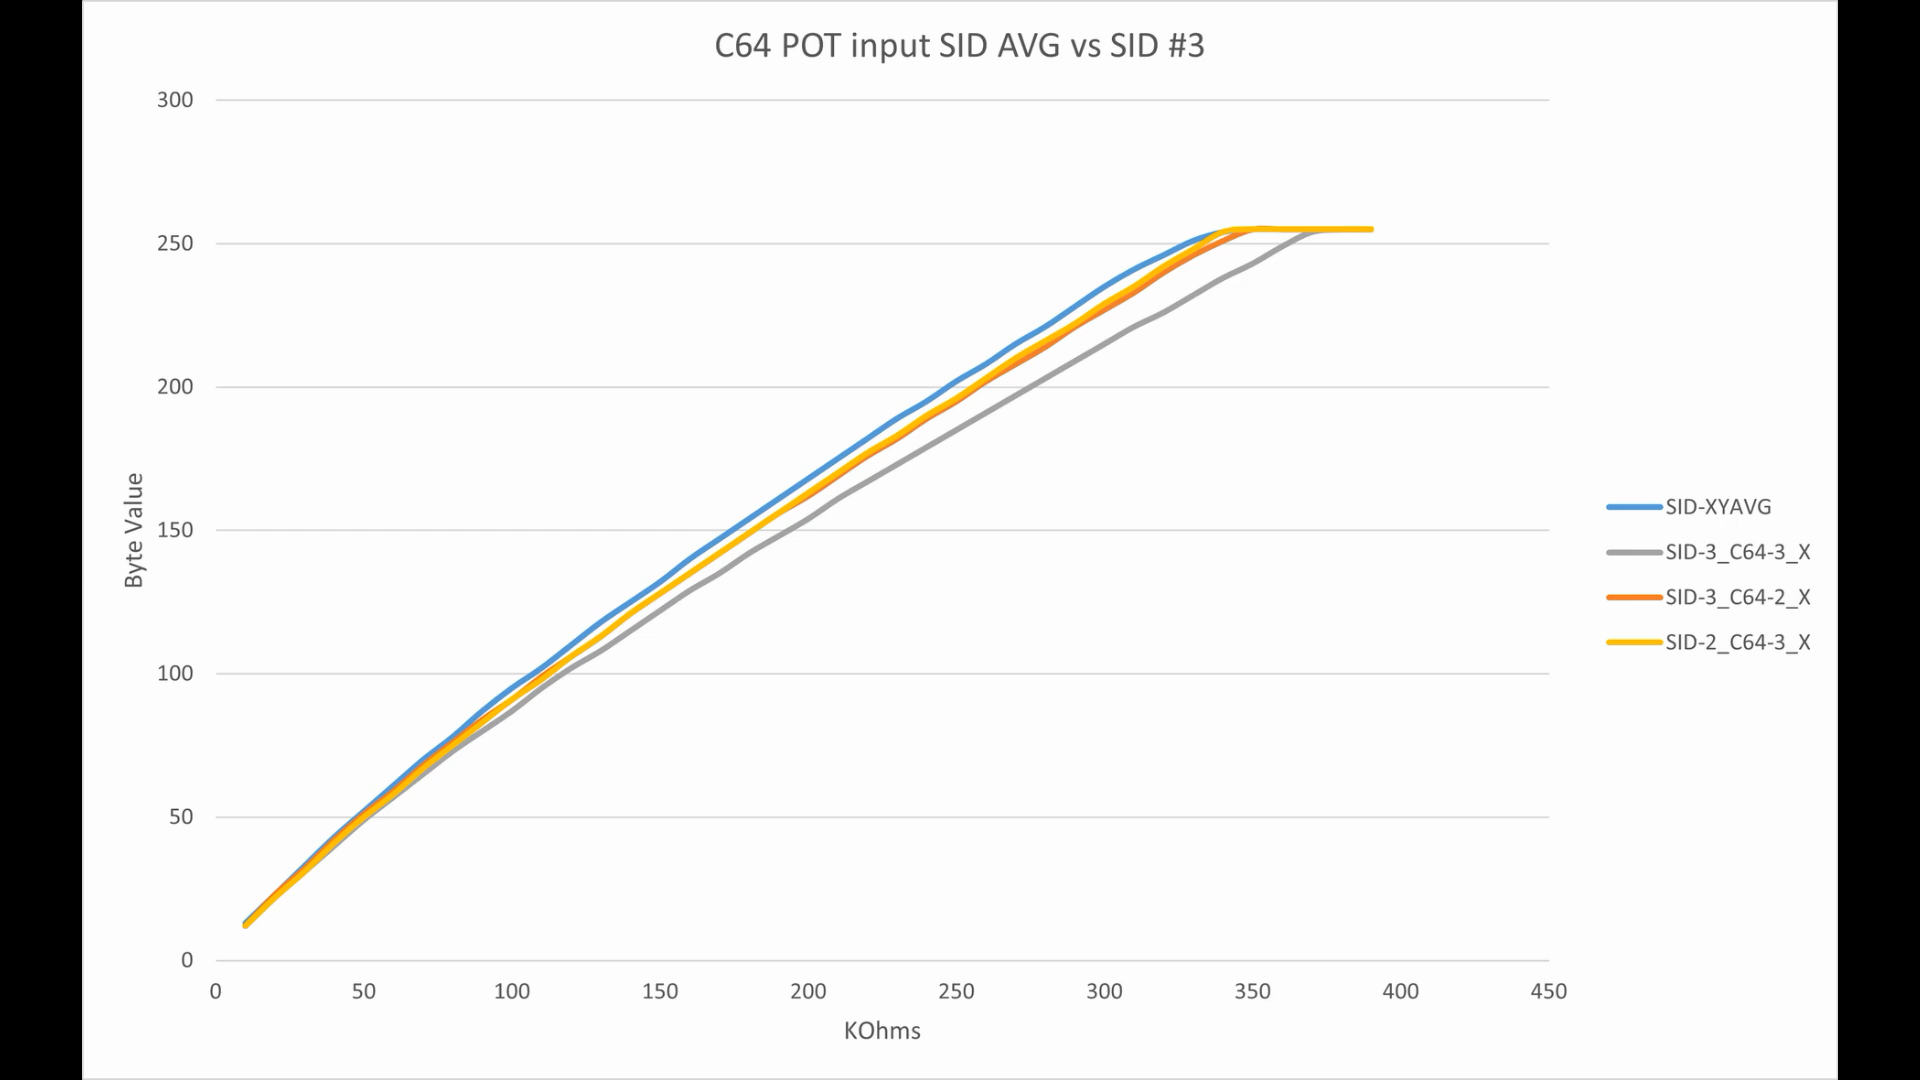 C64 POT input SID AVG vs SID #3
300
250
200
150
100
50
0
Byte Value
0 50 100 150 200 250 300 350 400 450
KOhms
SID-XYAVG
SID-3_C64-3_X
SID-3_C64-2_X
SID-2_C64-3_X